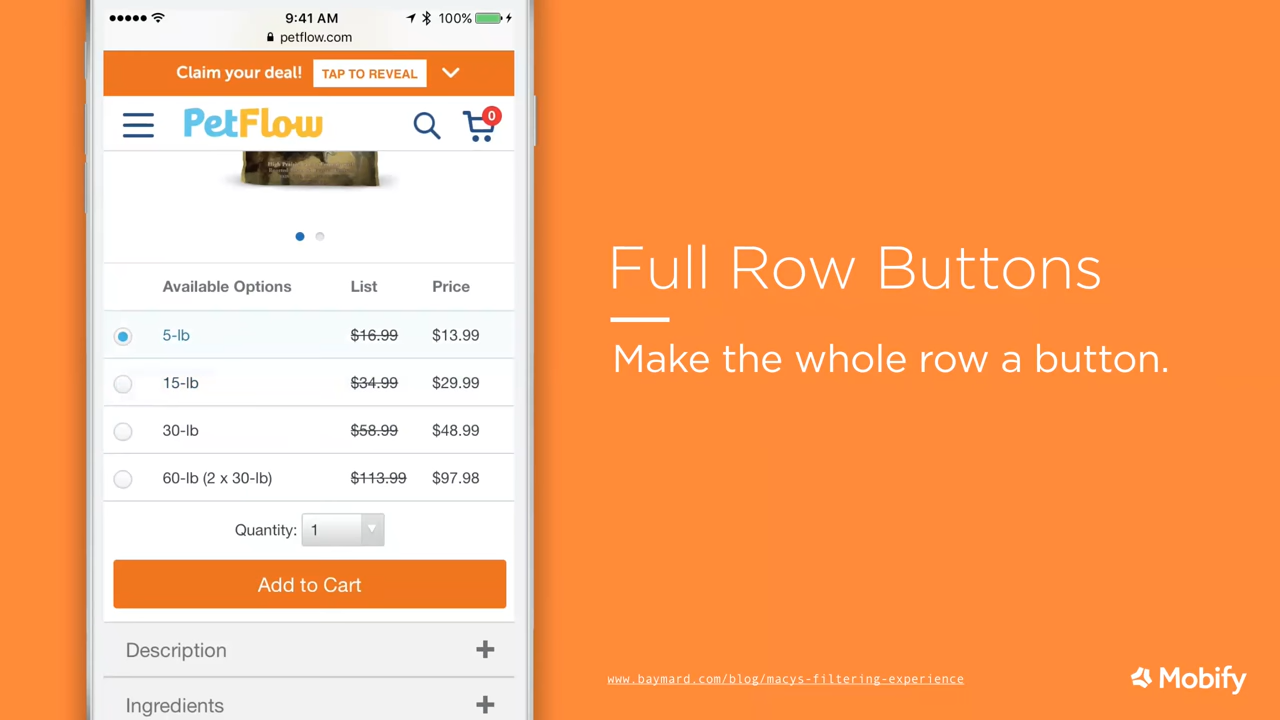 9:41 AM
100%
petflow.com
Claim your deal! TAP TO REVEAL
PetFlow
0
Available Options List Price
5-lb $16.99 $13.99
15-lb $34.99 $29.99
30-lb $58.99 $48.99
60-lb (2 x 30-lb) $113.99 $97.98
Quantity: 1
Add to Cart
Description
Ingredients
Full Row Buttons
Make the whole row a button.
www.baymard.com/blog/macys-filtering-experience
Mobify